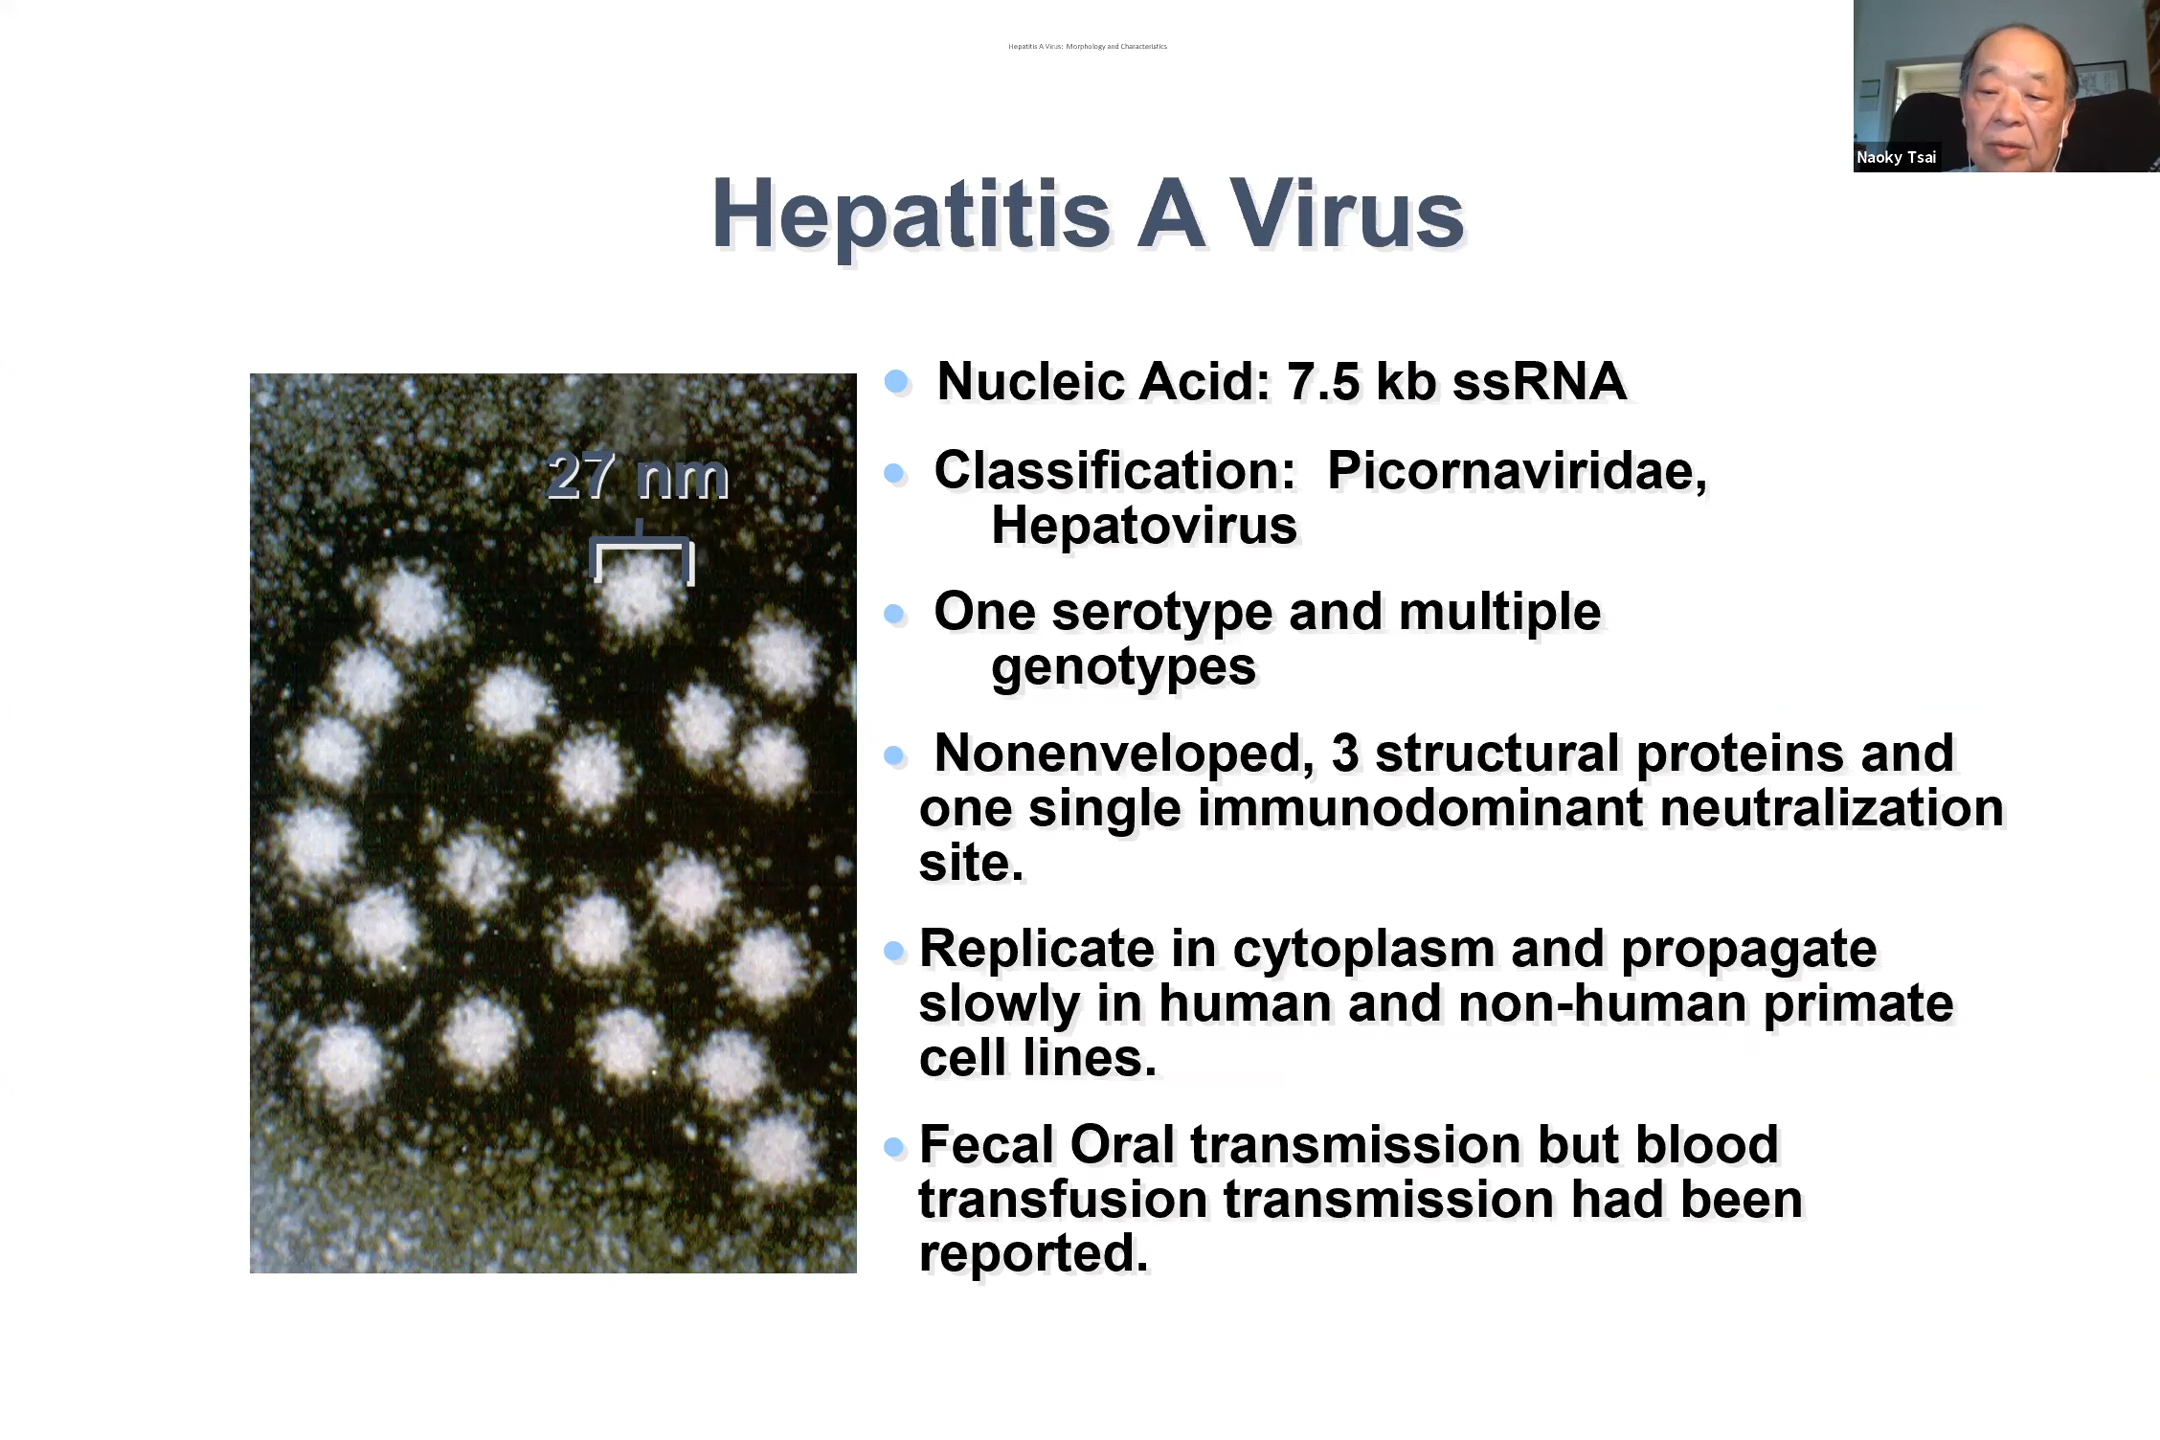 Hepatitis A Virus: Morphology and Characteristics
Naoky Tsai
Hepatitis A Virus
27 nm
Nucleic Acid: 7.5 kb ssRNA
Classification: Picornaviridae,
Hepatovirus
One serotype and multiple
genotypes
Nonenveloped, 3 structural proteins and
one single immunodominant neutralization
site.
Replicate in cytoplasm and propagate
slowly in human and non-human primate
cell lines.
Fecal Oral transmission but blood
transfusion transmission had been
reported.